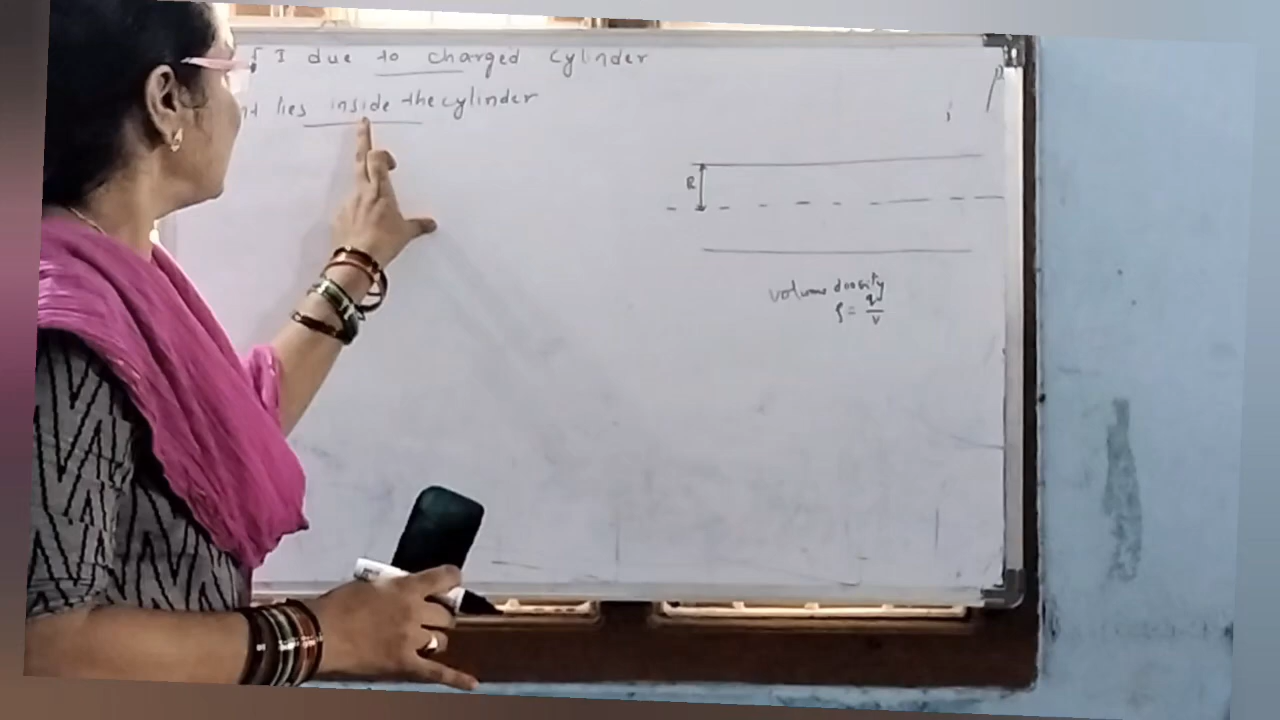 I due to charged cylinder
lies inside the cylinder
R
volume density
ρ = q
v